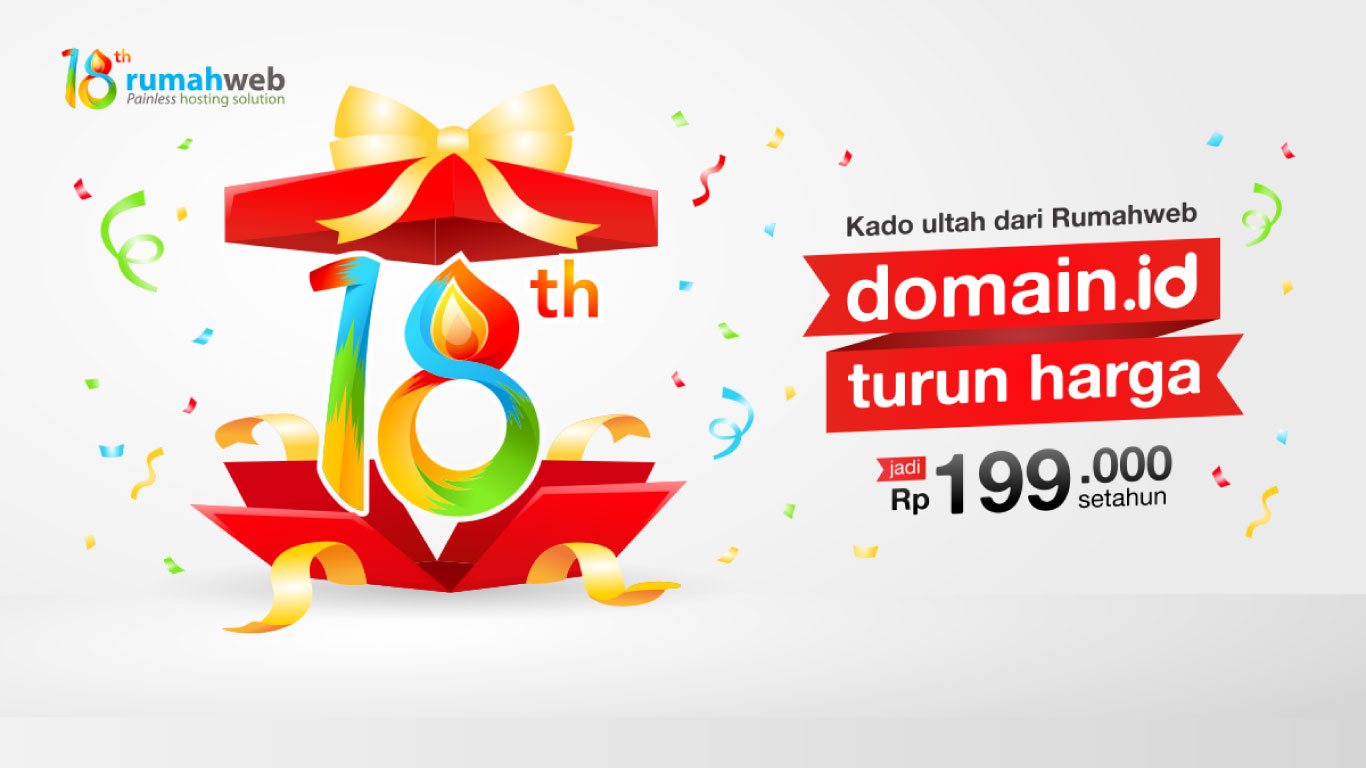 18th
rumahweb
Painless hosting solution
18th
Kado ultah dari Rumahweb
domain.id
turun harga
jadi
Rp 199.000
setahun